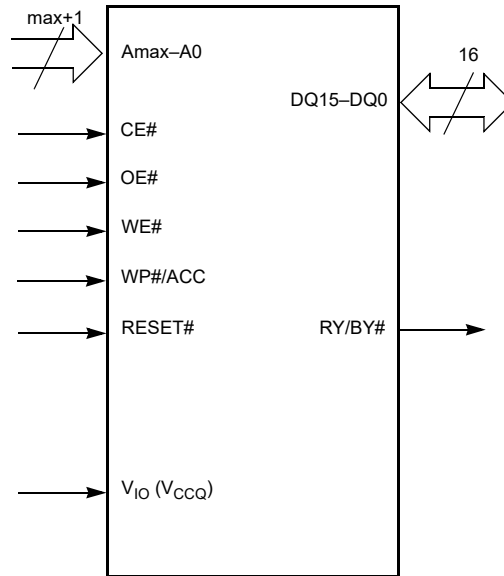 max+1
Amax–A0
16
DQ15–DQ0
CE#
OE#
WE#
WP#/ACC
RESET#
RY/BY#
VIO (VCCQ)